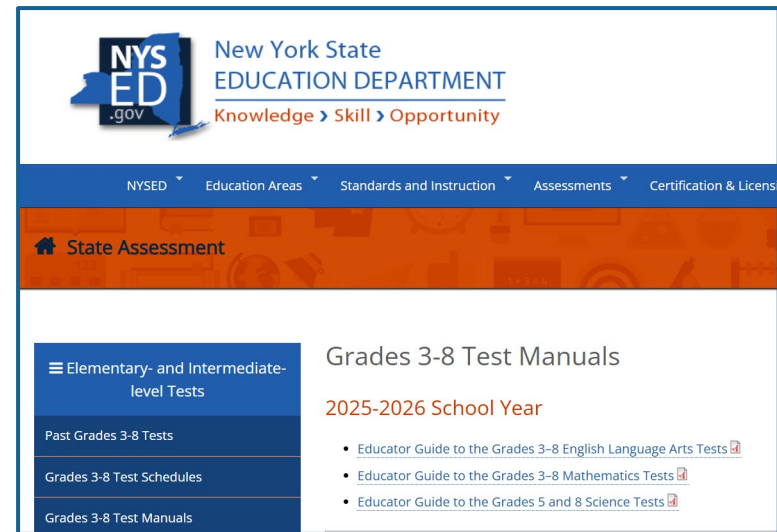 NYS
ED
.gov
New York State
EDUCATION DEPARTMENT
Knowledge › Skill › Opportunity
NYSED Education Areas Standards and Instruction Assessments Certification & Licensi
State Assessment
Elementary- and Intermediate-
level Tests
Past Grades 3-8 Tests
Grades 3-8 Test Schedules
Grades 3-8 Test Manuals
Grades 3-8 Test Manuals
2025-2026 School Year
• Educator Guide to the Grades 3–8 English Language Arts Tests
• Educator Guide to the Grades 3–8 Mathematics Tests
• Educator Guide to the Grades 5 and 8 Science Tests